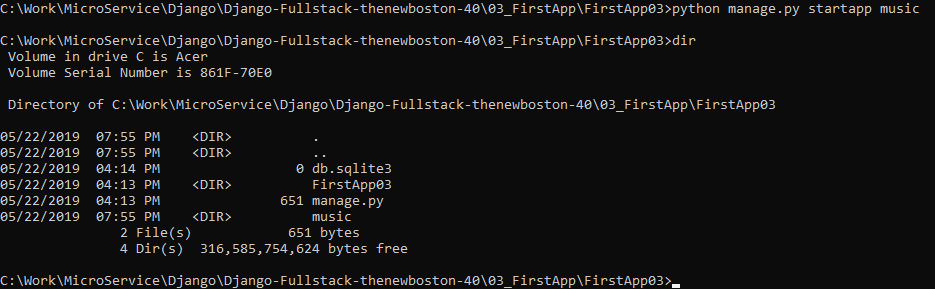 C:\Work\MicroService\Django\Django-Fullstack-thenewboston-40\03_FirstApp\FirstApp03>python manage.py startapp music
C:\Work\MicroService\Django\Django-Fullstack-thenewboston-40\03_FirstApp\FirstApp03>dir
 Volume in drive C is Acer
 Volume Serial Number is 861F-70E0
 Directory of C:\Work\MicroService\Django\Django-Fullstack-thenewboston-40\03_FirstApp\FirstApp03
05/22/2019  07:55 PM    <DIR>          .
05/22/2019  07:55 PM    <DIR>          ..
05/22/2019  04:14 PM                 0 db.sqlite3
05/22/2019  04:13 PM    <DIR>          FirstApp03
05/22/2019  04:13 PM               651 manage.py
05/22/2019  07:55 PM    <DIR>          music
               2 File(s)            651 bytes
               4 Dir(s)  316,585,754,624 bytes free
C:\Work\MicroService\Django\Django-Fullstack-thenewboston-40\03_FirstApp\FirstApp03>